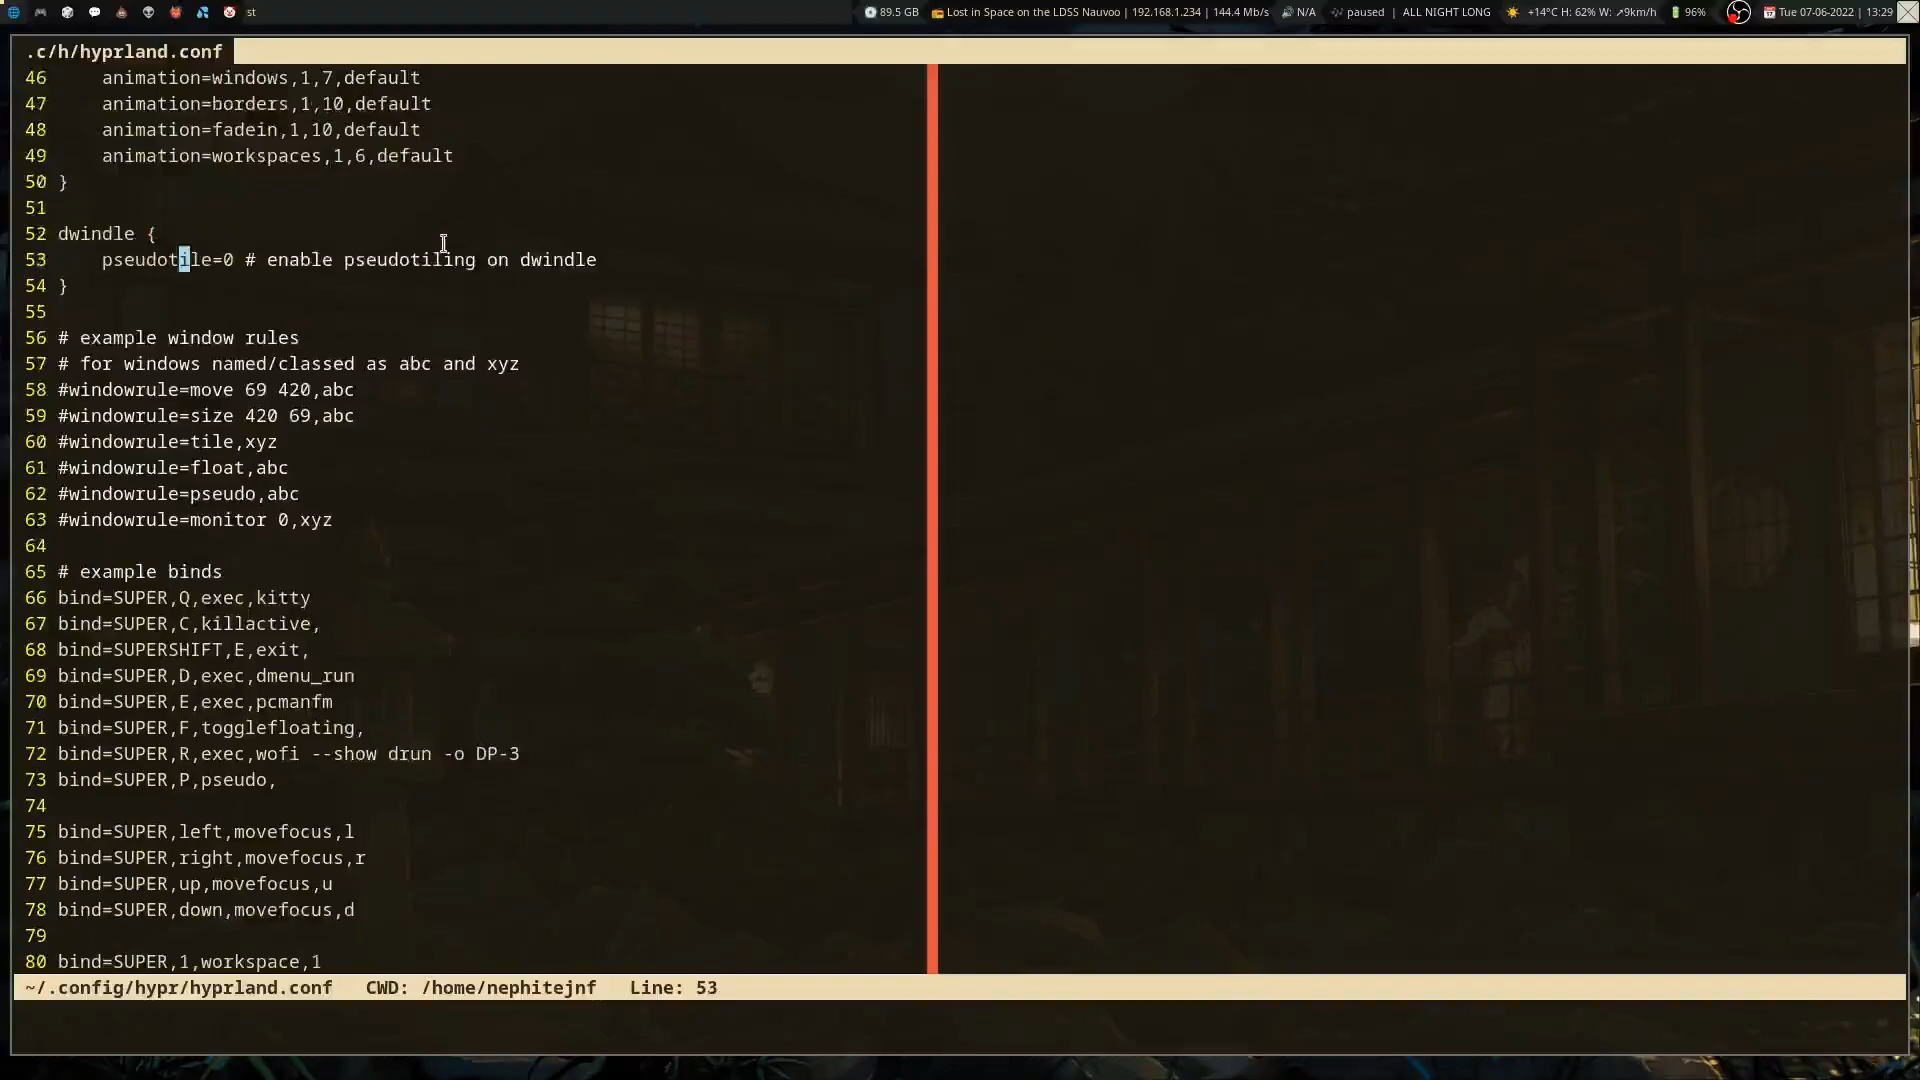 st
89.5 GB
Lost in Space on the LDSS Nauvoo | 192.168.1.234 | 144.4 Mb/s
N/A
paused | ALL NIGHT LONG
+14°C H: 62% W: ↗9km/h
96%
Tue 07-06-2022 | 13:29
.c/h/hyprland.conf
46     animation=windows,1,7,default
47     animation=borders,1,10,default
48     animation=fadein,1,10,default
49     animation=workspaces,1,6,default
50 }
51
52 dwindle {
53     pseudotile=0 # enable pseudotiling on dwindle
54 }
55
56 # example window rules
57 # for windows named/classed as abc and xyz
58 #windowrule=move 69 420,abc
59 #windowrule=size 420 69,abc
60 #windowrule=tile,xyz
61 #windowrule=float,abc
62 #windowrule=pseudo,abc
63 #windowrule=monitor 0,xyz
64
65 # example binds
66 bind=SUPER,Q,exec,kitty
67 bind=SUPER,C,killactive,
68 bind=SUPERSHIFT,E,exit,
69 bind=SUPER,D,exec,dmenu_run
70 bind=SUPER,E,exec,pcmanfm
71 bind=SUPER,F,togglefloating,
72 bind=SUPER,R,exec,wofi --show drun -o DP-3
73 bind=SUPER,P,pseudo,
74
75 bind=SUPER,left,movefocus,l
76 bind=SUPER,right,movefocus,r
77 bind=SUPER,up,movefocus,u
78 bind=SUPER,down,movefocus,d
79
80 bind=SUPER,1,workspace,1
~/.config/hypr/hyprland.conf   CWD: /home/nephitejnf   Line: 53